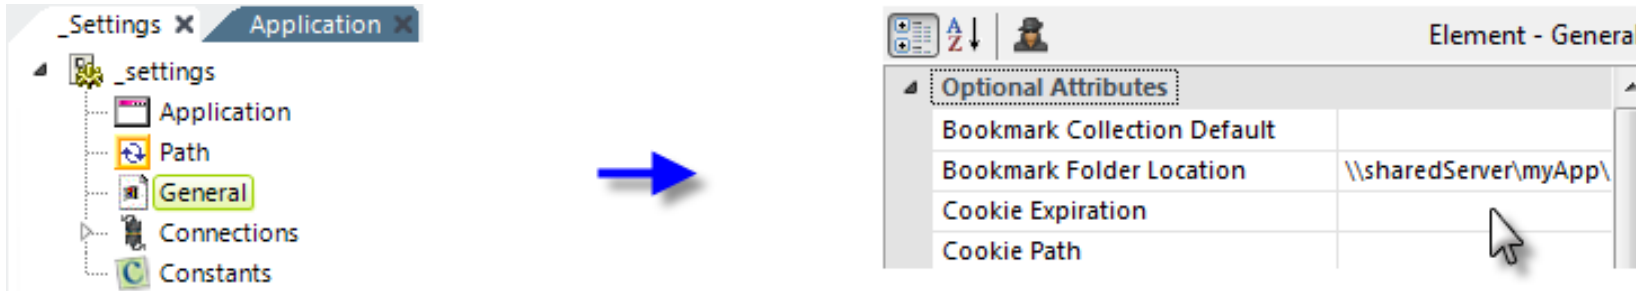 _Settings Application
_settings
Application
Path
General
Connections
Constants
Element - General
Optional Attributes
Bookmark Collection Default
Bookmark Folder Location \\sharedServer\myApp\
Cookie Expiration
Cookie Path